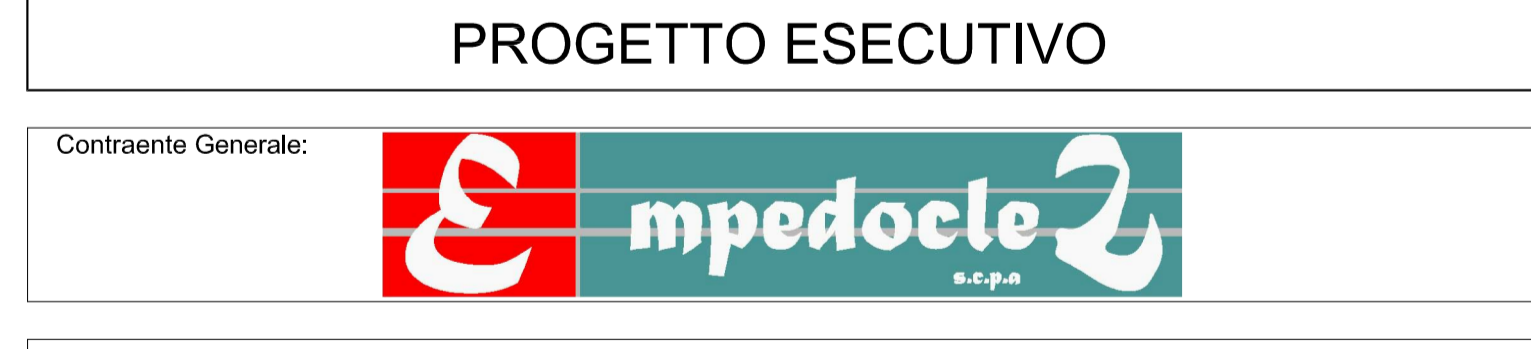 PROGETTO ESECUTIVO
Contraente Generale:
Empedocle 2
s.c.p.a